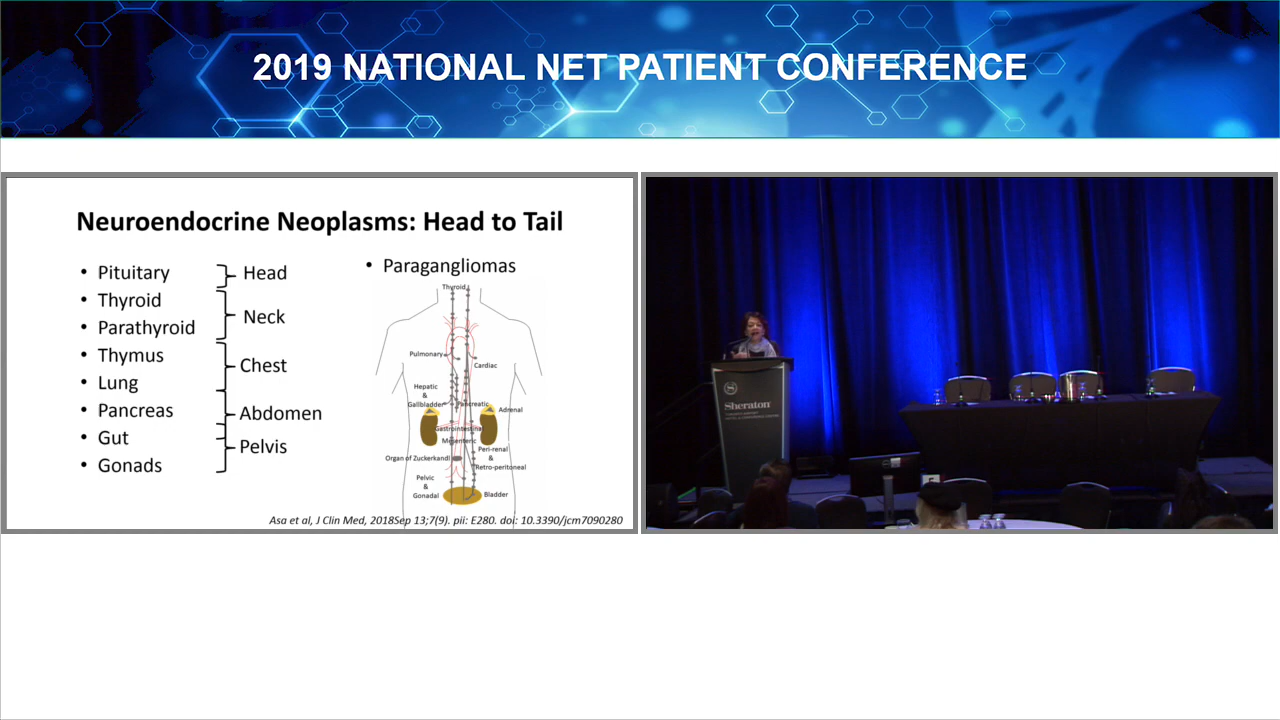 2019 NATIONAL NET PATIENT CONFERENCE
Neuroendocrine Neoplasms: Head to Tail
• Pituitary
• Thyroid
• Parathyroid
• Thymus
• Lung
• Pancreas
• Gut
• Gonads
Head
Neck
Chest
Abdomen
Pelvis
• Paragangliomas
Thyroid
Pulmonary
Cardiac
Hepatic
&
Gallbladder
Pancreatic
Adrenal
Gastrointestinal
Mesenteric
Peri-renal
&
Retro-peritoneal
Organ of Zuckerkandl
Pelvic
&
Gonadal
Bladder
Asa et al, J Clin Med, 2018Sep 13;7(9). pii: E280. doi: 10.3390/jcm7090280
Sheraton